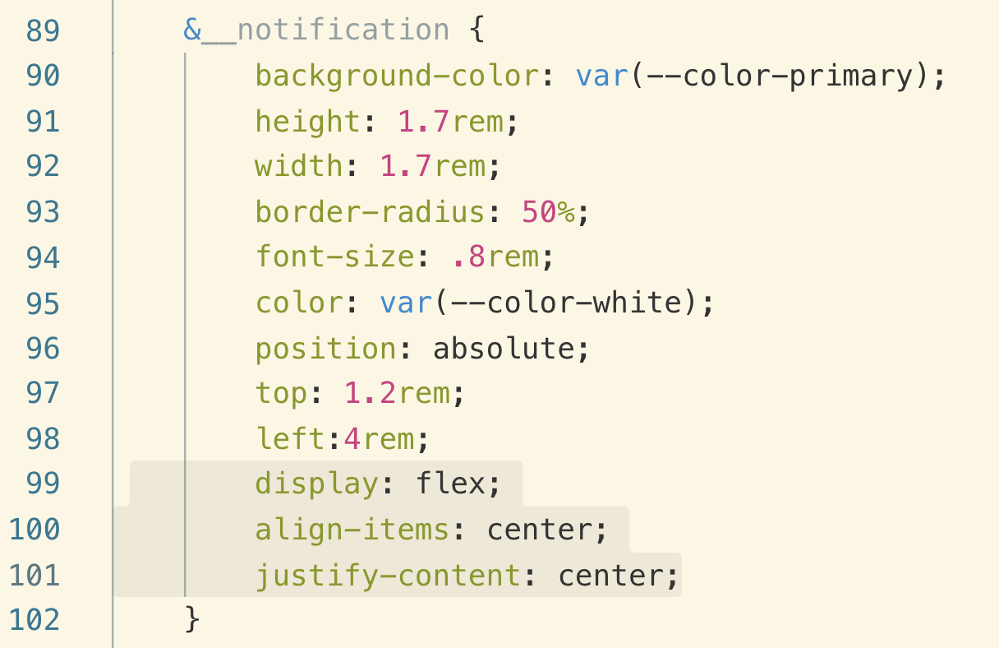 89 &__notification {
90 background-color: var(--color-primary);
91 height: 1.7rem;
92 width: 1.7rem;
93 border-radius: 50%;
94 font-size: .8rem;
95 color: var(--color-white);
96 position: absolute;
97 top: 1.2rem;
98 left:4rem;
99 display: flex;
100 align-items: center;
101 justify-content: center;
102 }